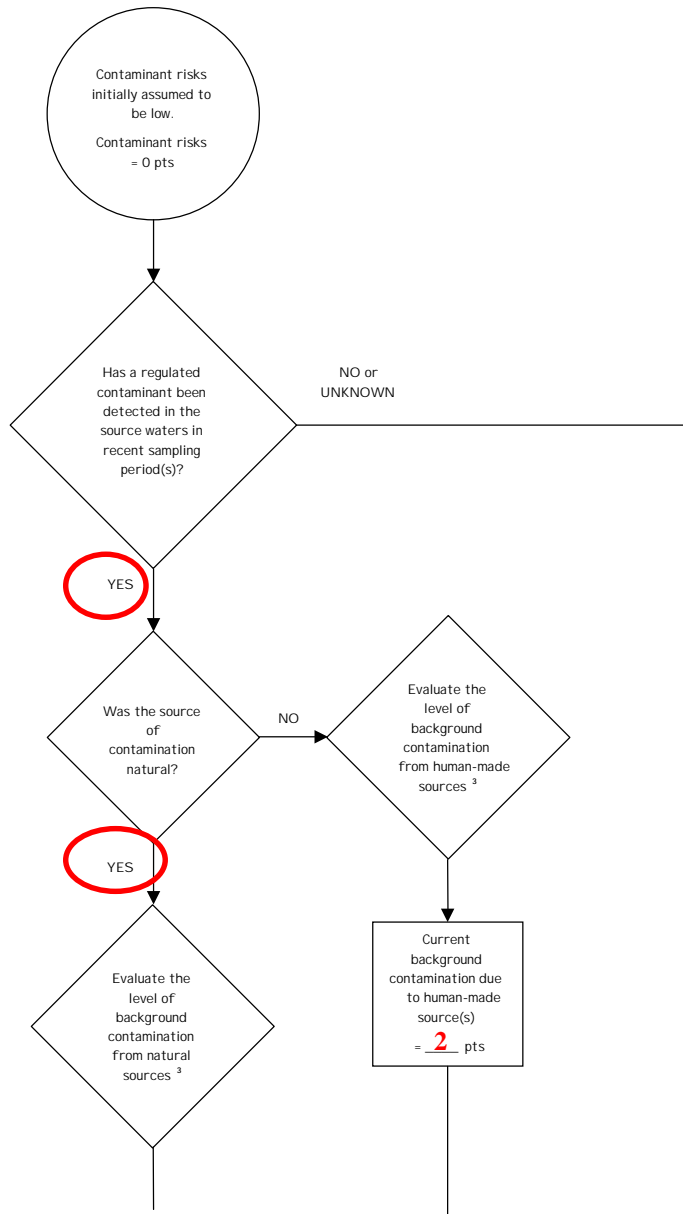 Contaminant risks
initially assumed to
be low.
Contaminant risks
= 0 pts
Has a regulated
contaminant been
detected in the
source waters in
recent sampling
period(s)?
NO or
UNKNOWN
YES
Was the source
of
contamination
natural?
NO
Evaluate the
level of
background
contamination
from human-made
sources ³
YES
Evaluate the
level of
background
contamination
from natural
sources ³
Current
background
contamination due
to human-made
source(s)
= 2 pts